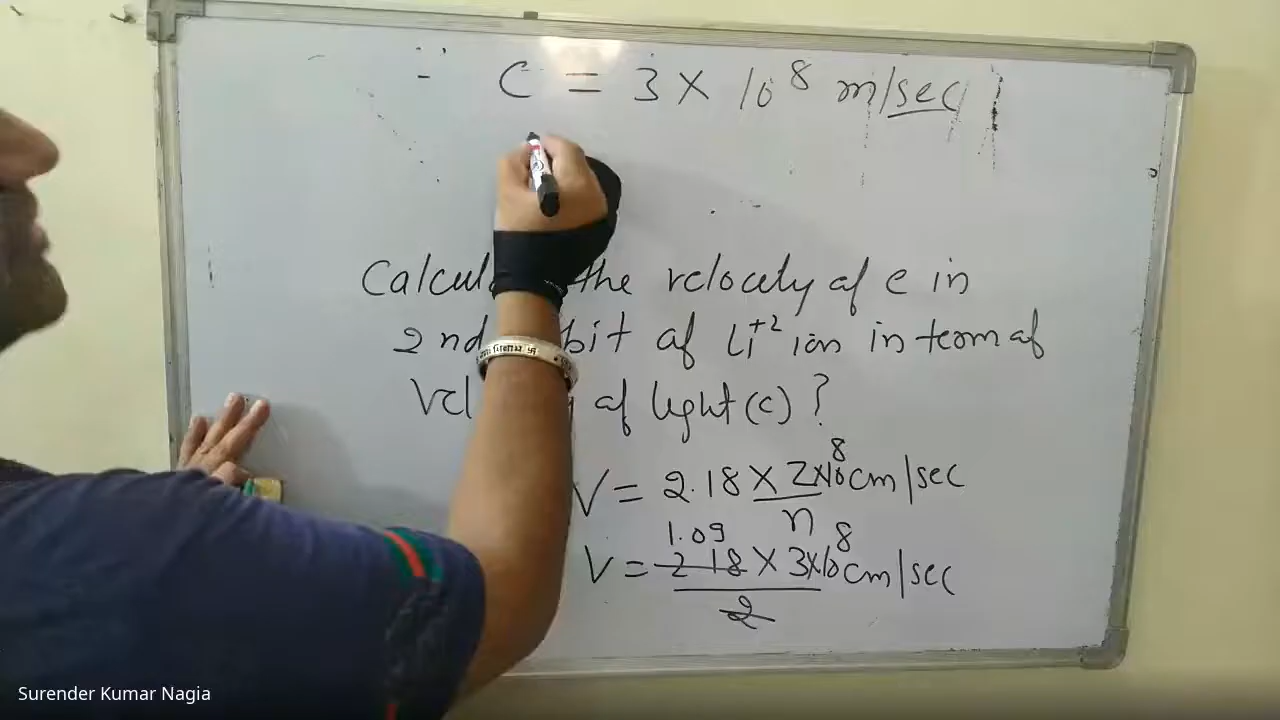 C = 3 X 10⁸ m/sec
Calcul the velocity of e in
2nd bit of Li⁺² ion in term of
Vel of light (c) ?
V = 2.18 X Z×10⁸ cm/sec
n
1.09
V = 2 18 X 3×10⁸ cm/sec
2
Surender Kumar Nagia